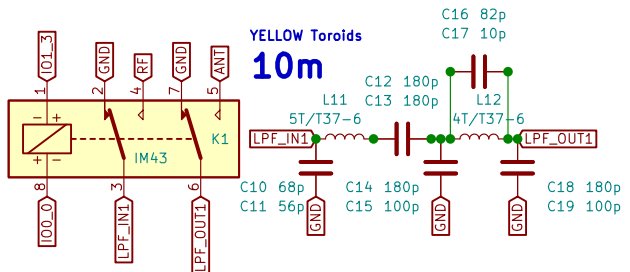 YELLOW Toroids
10m
C16 82p
C17 10p
IO1_3
GND
RF
GND
ANT
1
2
4
7
5
C12 180p
C13 180p
L11
5T/T37-6
L12
4T/T37-6
K1
IM43
LPF_IN1
LPF_OUT1
8
3
6
C10 68p
C11 56p
C14 180p
C15 100p
C18 180p
C19 100p
IO0_0
LPF_IN1
LPF_OUT1
GND
GND
GND